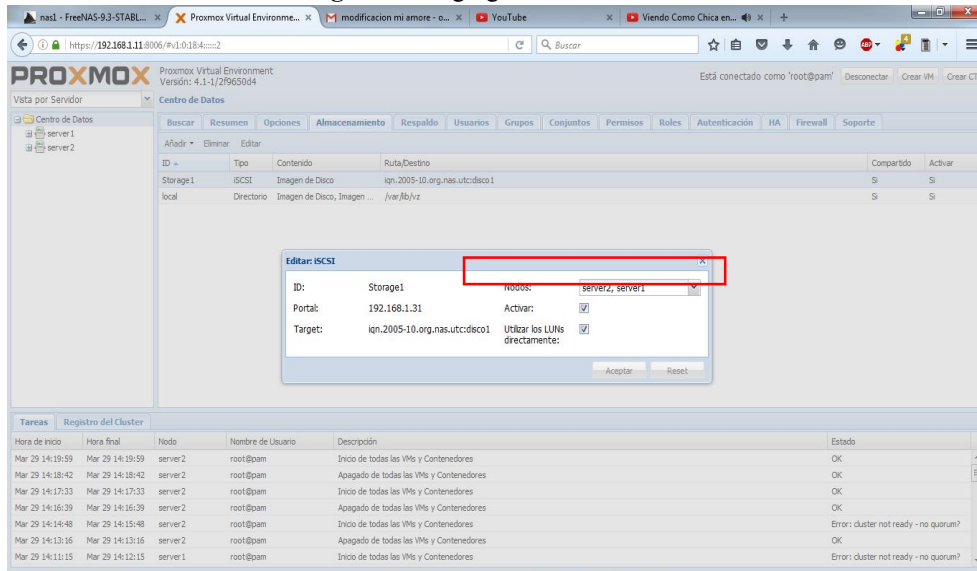 nas1 - FreeNAS-9.3-STABL... × Proxmox Virtual Environme... × modificacion mi amore - o... × YouTube × Viendo Como Chica en... × +
https://192.168.1.11:8006/#v1:0:18:4::::::2 Buscar
PROXMOX Proxmox Virtual Environment
Versión: 4.1-1/2f9650d4 Está conectado como 'root@pam' Desconectar Crear VM Crear CT
Vista por Servidor Centro de Datos
Centro de Datos
server1
server2
Buscar Resumen Opciones Almacenamiento Respaldo Usuarios Grupos Conjuntos Permisos Roles Autenticación HA Firewall Soporte
Añadir Eliminar Editar
ID Tipo Contenido Ruta/Destino Compartido Activar
Storage1 iSCSI Imagen de Disco iqn.2005-10.org.nas.utc:disco1 Si Si
local Directorio Imagen de Disco, Imagen ... /var/lib/vz Si Si
Editar: iSCSI
ID: Storage1 Nodos: server2, server1
Portal: 192.168.1.31 Activar:
Target: iqn.2005-10.org.nas.utc:disco1 Utilizar los LUNs
directamente:
Aceptar Reset
Tareas Registro del Cluster
Hora de inicio Hora final Nodo Nombre de Usuario Descripción Estado
Mar 29 14:19:59 Mar 29 14:19:59 server2 root@pam Inicio de todas las VMs y Contenedores OK
Mar 29 14:18:42 Mar 29 14:18:42 server2 root@pam Apagado de todas las VMs y Contenedores OK
Mar 29 14:17:33 Mar 29 14:17:33 server2 root@pam Inicio de todas las VMs y Contenedores OK
Mar 29 14:16:39 Mar 29 14:16:39 server2 root@pam Apagado de todas las VMs y Contenedores OK
Mar 29 14:14:48 Mar 29 14:15:48 server2 root@pam Inicio de todas las VMs y Contenedores Error: cluster not ready - no quorum?
Mar 29 14:13:16 Mar 29 14:13:16 server2 root@pam Apagado de todas las VMs y Contenedores OK
Mar 29 14:11:15 Mar 29 14:12:15 server1 root@pam Inicio de todas las VMs y Contenedores Error: cluster not ready - no quorum?